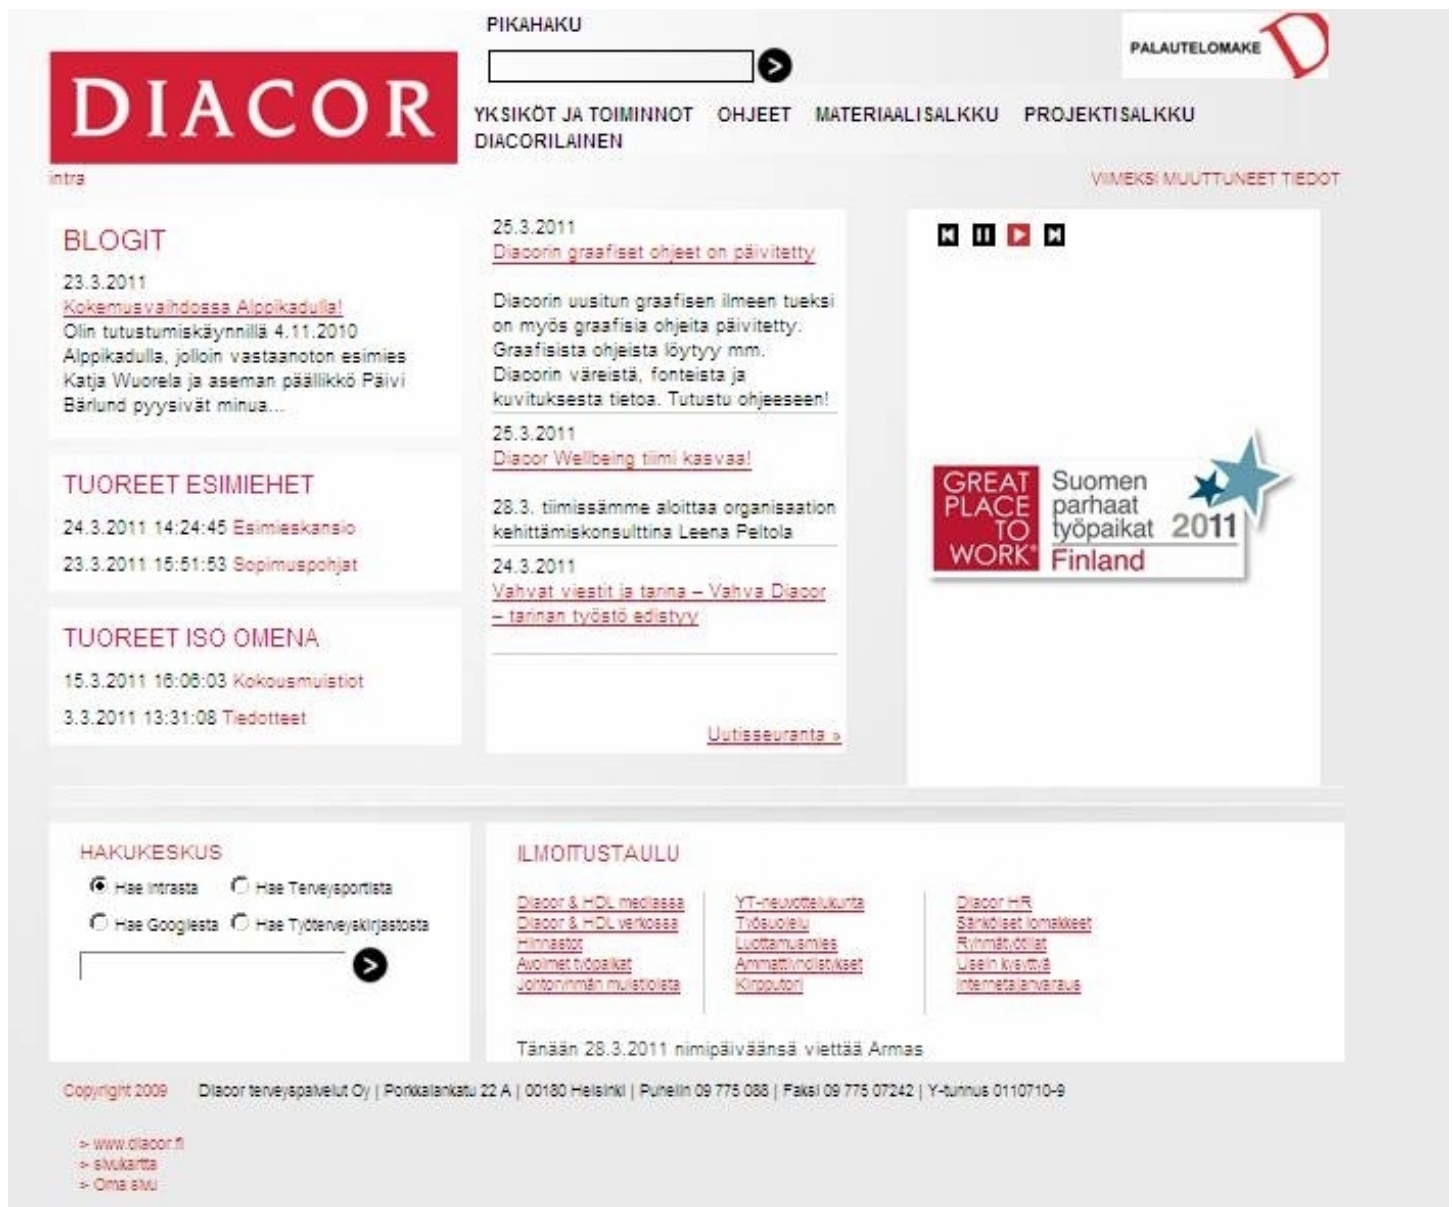 PIKAHAKU
PALAUTELOMAKE
DIACOR
YKSIKÖT JA TOIMINNOT OHJEET MATERIAALISALKKU PROJEKTISALKKU
DIACORILAINEN
intra
VIIMEKSI MUUTTUNEET TIEDOT
BLOGIT
23.3.2011
Kokemusvaihdossa Alppikadulla!
Olin tutustumiskäynnillä 4.11.2010
Alppikadulla, jolloin vastaanoton esimies
Katja Wuorela ja aseman päällikkö Päivi
Bärlund pyysivät minua...
TUOREET ESIMIEHET
24.3.2011 14:24:45 Esimieskansio
23.3.2011 15:51:53 Sopimuspohjat
TUOREET ISO OMENA
15.3.2011 16:06:03 Kokousmuistiot
3.3.2011 13:31:08 Tiedotteet
25.3.2011
Diacorin graafiset ohjeet on päivitetty
Diacorin uusitun graafisen ilmeen tueksi
on myös graafisia ohjeita päivitetty.
Graafisista ohjeista löytyy mm.
Diacorin väreistä, fonteista ja
kuvituksesta tietoa. Tutustu ohjeeseen!
25.3.2011
Diacor Wellbeing tiimi kasvaa!
28.3. tiimissämme aloittaa organisaation
kehittämiskonsulttina Leena Peltola
24.3.2011
Vahvat viestit ja tarina – Vahva Diacor
– tarinan työstö edistyy
Uutisseuranta »
GREAT
PLACE
TO
WORK®
Suomen
parhaat
työpaikat 2011
Finland
HAKUKESKUS
Hae Intrasta Hae Terveysportista
Hae Googlesta Hae Työterveyskirjastosta
ILMOITUSTAULU
Diacor & HDL mediassa
Diacor & HDL verkossa
Hinnastot
Avoimet työpaikat
Johtoryhmän muistioista
YT-neuvottelukunta
Työsuojelu
Luottamusmies
Ammattiyhdistykset
Kirpputori
Diacor HR
Sähköiset lomakkeet
Ryhmätyötilat
Usein kysyttyä
Internetajanvaraus
Tänään 28.3.2011 nimipäiväänsä viettää Armas
Copyright 2009 Diacor terveyspalvelut Oy | Porkkalankatu 22 A | 00180 Helsinki | Puhelin 09 775 088 | Faksi 09 775 07242 | Y-tunnus 0110710-9
> www.diacor.fi
> sivukartta
> Oma sivu